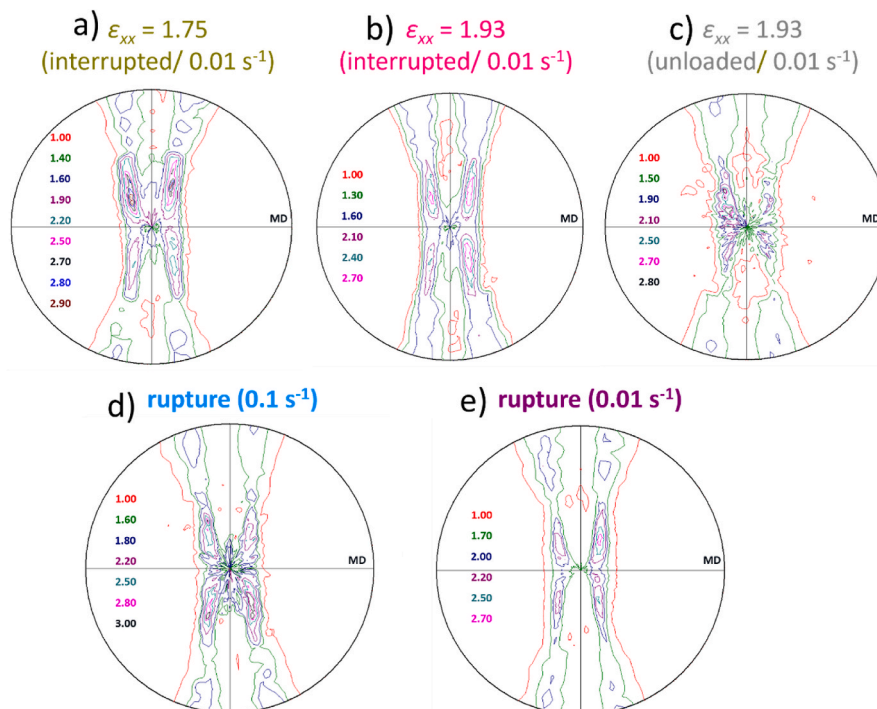 a) εxx = 1.75
(interrupted/ 0.01 s⁻¹)
1.00
1.40
1.60
1.90
2.20
2.50
2.70
2.80
2.90
MD
b) εxx = 1.93
(interrupted/ 0.01 s⁻¹)
1.00
1.30
1.60
2.10
2.40
2.70
MD
c) εxx = 1.93
(unloaded/ 0.01 s⁻¹)
1.00
1.50
1.90
2.10
2.50
2.70
2.80
MD
d) rupture (0.1 s⁻¹)
1.00
1.60
1.80
2.20
2.50
2.80
3.00
MD
e) rupture (0.01 s⁻¹)
1.00
1.70
2.00
2.20
2.50
2.70
MD